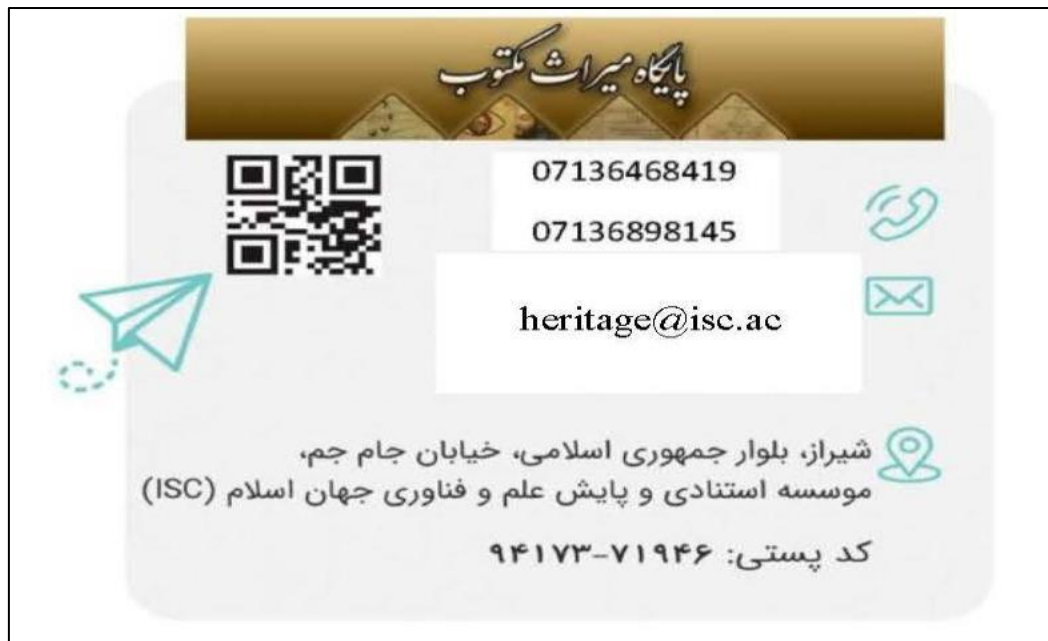 پایگاه میراث مکتوب
07136468419
07136898145
heritage@isc.ac
شیراز، بلوار جمهوری اسلامی، خیابان جام جم،
موسسه استنادی و پایش علم و فناوری جهان اسلام (ISC)
کد پستی: ۹۴۱۷۳-۷۱۹۴۶